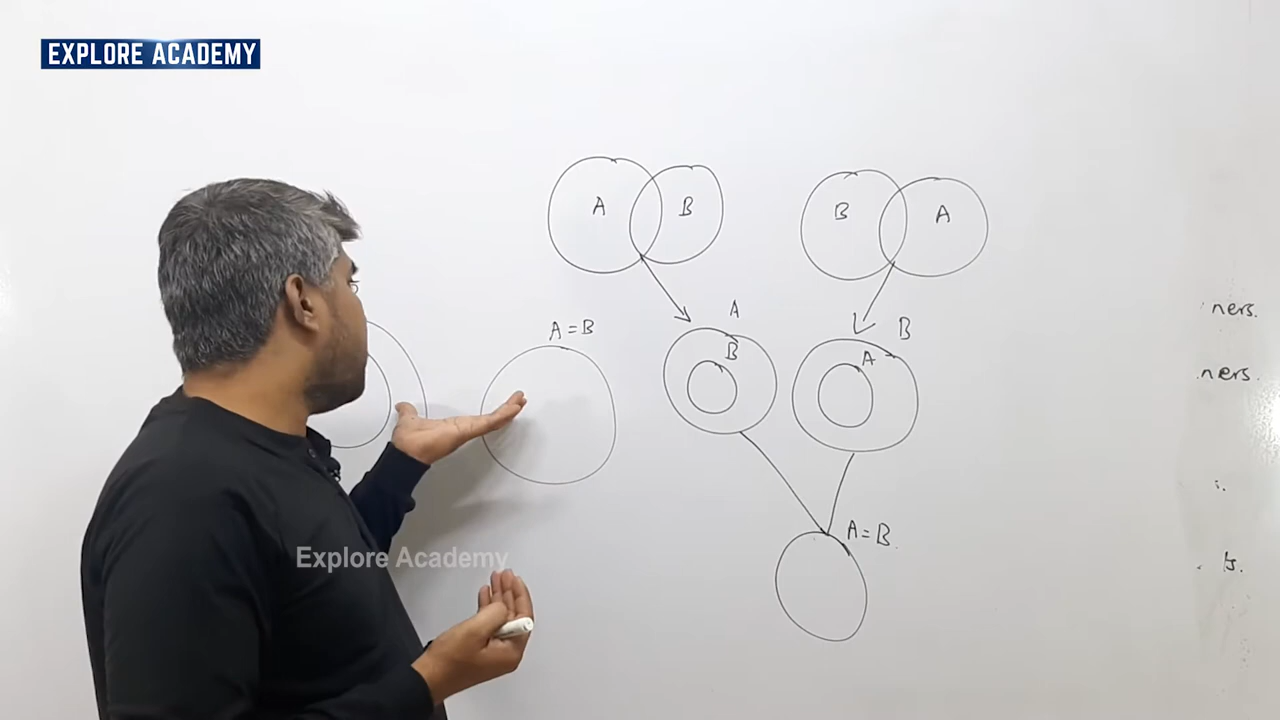 EXPLORE ACADEMY
A B
B A
A
B
B
A
A=B
A=B.
ners.
ners.
Explore Academy